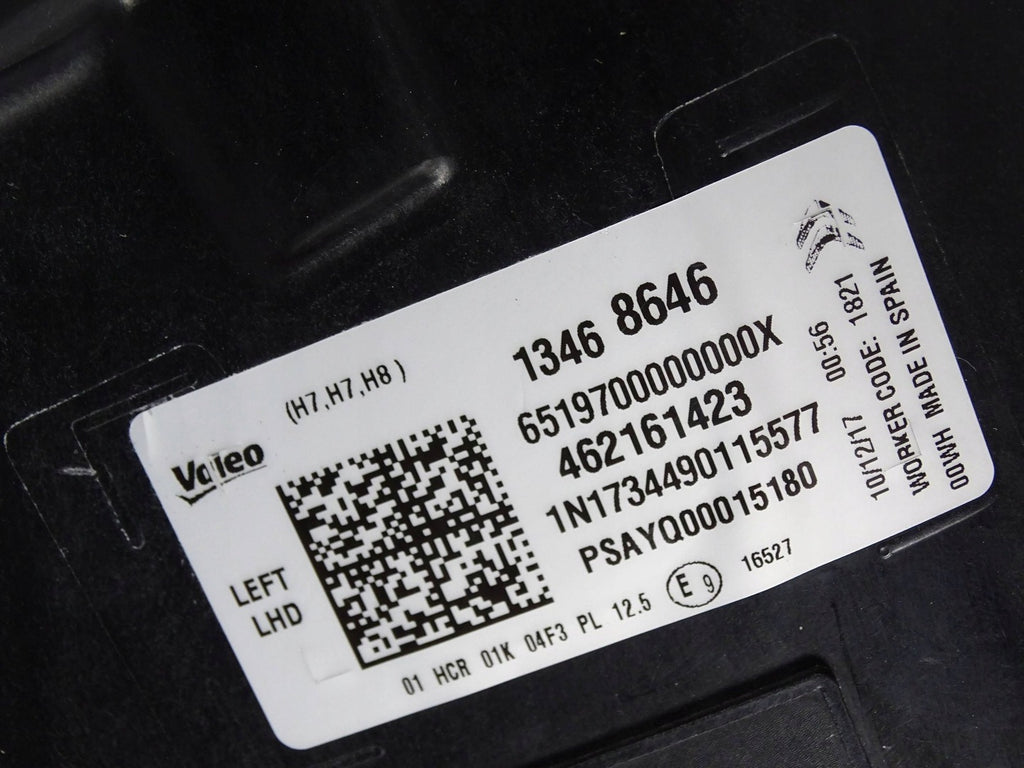 (H7,H7,H8)
Valeo
LEFT
LHD
1346 8646
651970000000X
462161423
1N1734490115577
PSAYQ00015180
01 HCR 01K 04F3 PL 12.5 E 9 16527
10/12/17 00:56
WORKER CODE: 1821
00WH MADE IN SPAIN